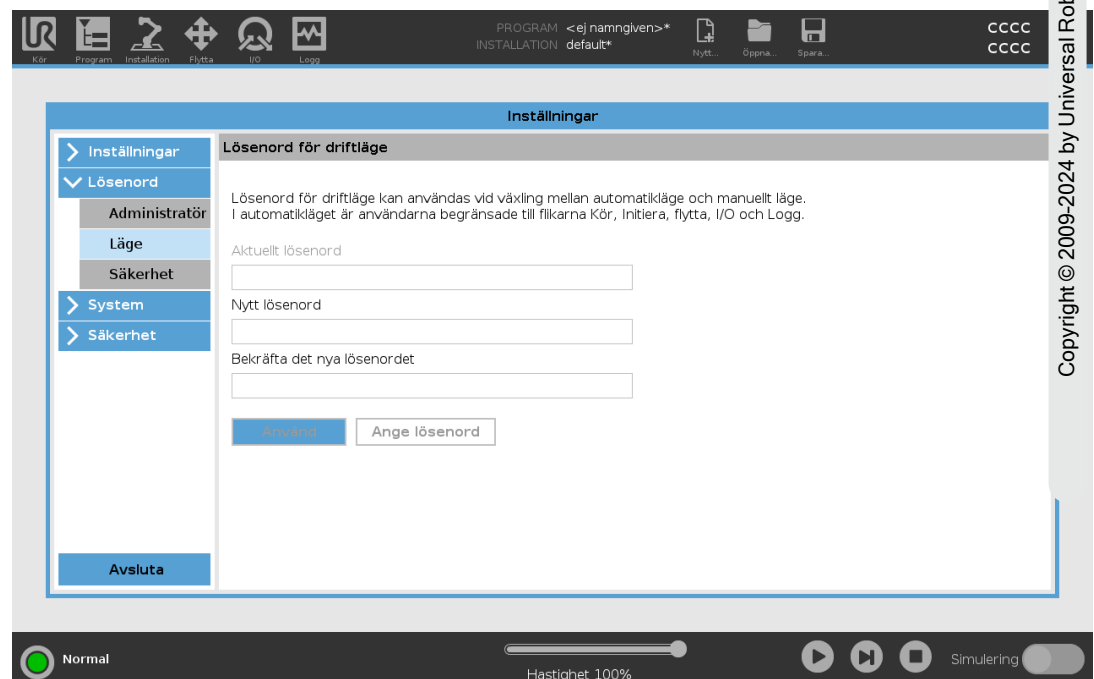 PROGRAM <ej namngiven>*
INSTALLATION default*
CCCC
CCCC
Kör
Program
Installation
Flytta
I/O
Logg
Nytt...
Öppna...
Spara...
Inställningar
Inställningar
Lösenord
Administratör
Läge
Säkerhet
System
Säkerhet
Avsluta
Lösenord för driftläge
Lösenord för driftläge kan användas vid växling mellan automatikläge och manuellt läge.
I automatikläget är användarna begränsade till flikarna Kör, Initiera, flytta, I/O och Logg.
Aktuellt lösenord
Nytt lösenord
Bekräfta det nya lösenordet
Använd
Ange lösenord
Normal
Hastighet 100%
Simulering
Copyright © 2009-2024 by Universal Rob